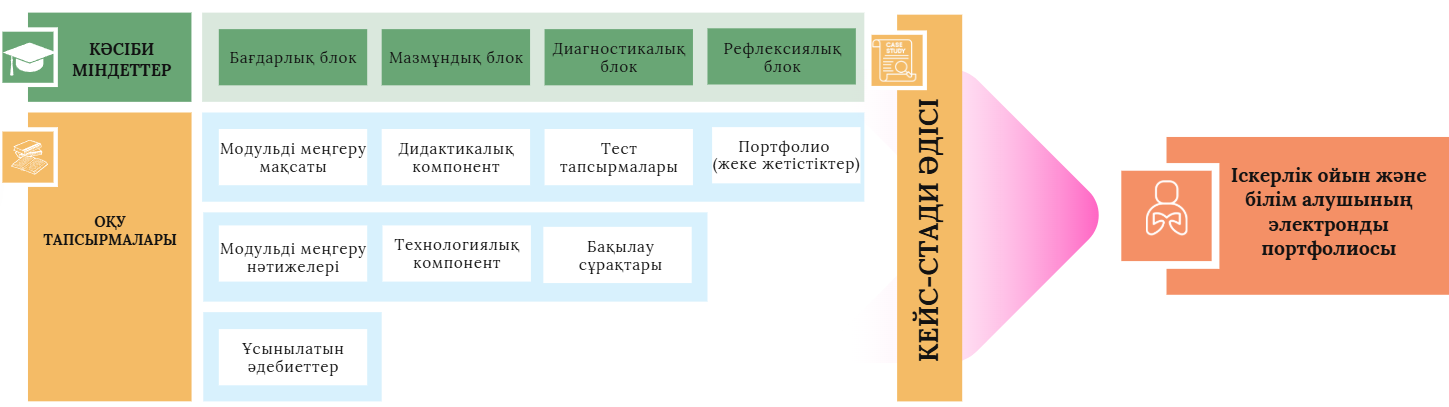 КӘСІБИ
МІНДЕТТЕР
Бағдарлық блок
Мазмұндық блок
Диагностикалық
блок
Рефлексиялық
блок
CASE
STUDY
КЕЙС-СТАДИ ӘДІСІ
ОҚУ
ТАПСЫРМАЛАРЫ
Модульді меңгеру
мақсаты
Дидактикалық
компонент
Тест
тапсырмалары
Портфолио
(жеке жетістіктер)
Модульді меңгеру
нәтижелері
Технологиялық
компонент
Бақылау
сұрақтары
Ұсынылатын
әдебиеттер
Іскерлік ойын және
білім алушының
электронды
портфолиосы